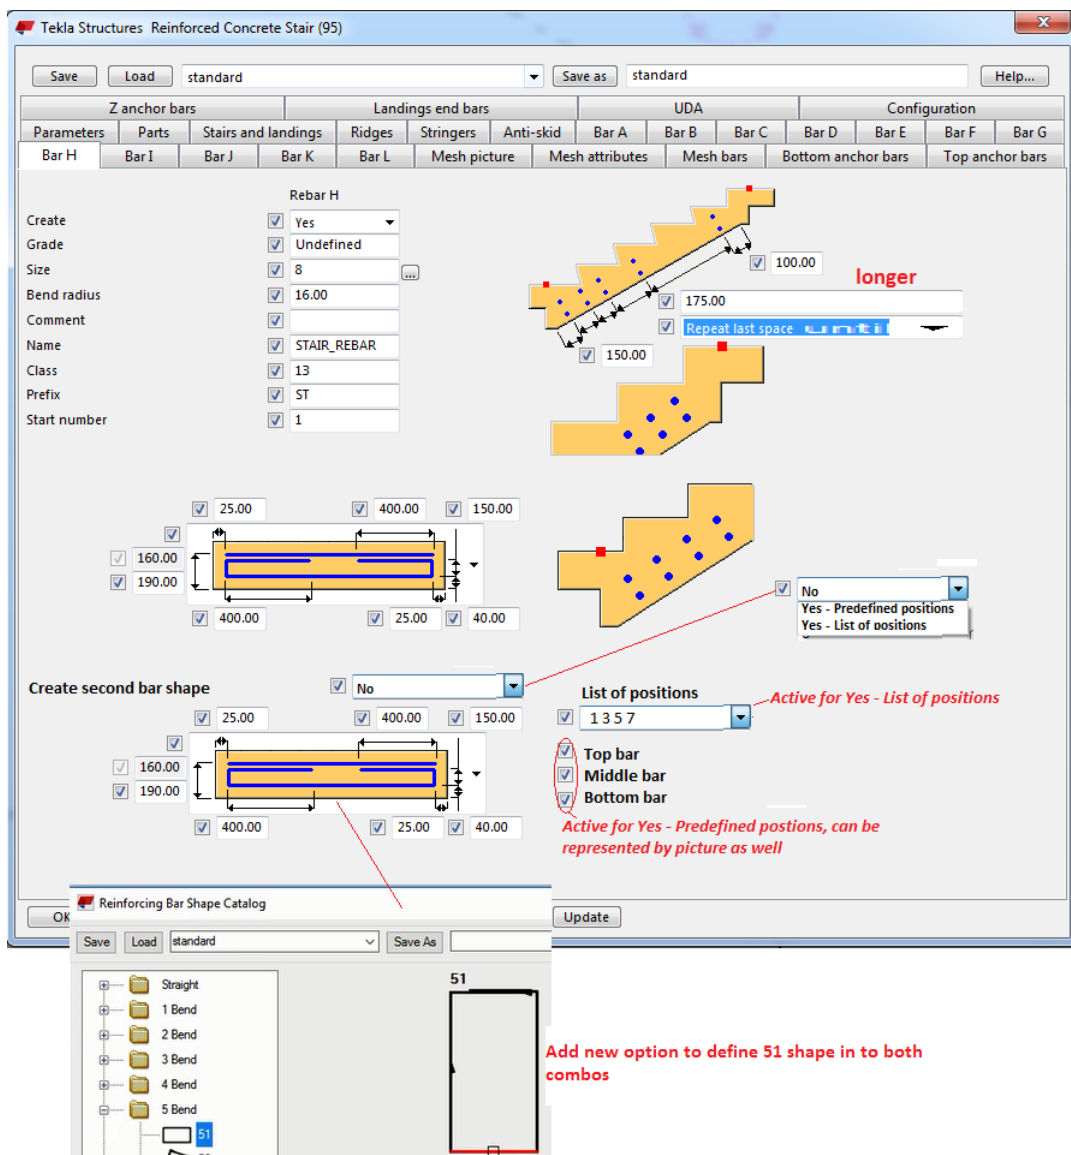 Tekla Structures  Reinforced Concrete Stair (95)
x
Save
Load
standard
Save as
standard
Help...
Z anchor bars
Landings end bars
UDA
Configuration
Parameters
Parts
Stairs and landings
Ridges
Stringers
Anti-skid
Bar A
Bar B
Bar C
Bar D
Bar E
Bar F
Bar G
Bar H
Bar I
Bar J
Bar K
Bar L
Mesh picture
Mesh attributes
Mesh bars
Bottom anchor bars
Top anchor bars
Rebar H
Create
Yes
Grade
Undefined
Size
8
...
Bend radius
16.00
Comment
Name
STAIR_REBAR
Class
13
Prefix
ST
Start number
1
100.00
longer
175.00
Repeat last space
150.00
25.00
400.00
150.00
160.00
190.00
400.00
25.00
40.00
No
Yes - Predefined positions
Yes - List of positions
Create second bar shape
No
List of positions
Active for Yes - List of positions
1 3 5 7
25.00
400.00
150.00
160.00
190.00
400.00
25.00
40.00
Top bar
Middle bar
Bottom bar
Active for Yes - Predefined postions, can be
represented by picture as well
OK
Update
Reinforcing Bar Shape Catalog
Save
Load
standard
Save As
Straight
1 Bend
2 Bend
3 Bend
4 Bend
5 Bend
51
51
Add new option to define 51 shape in to both
combos